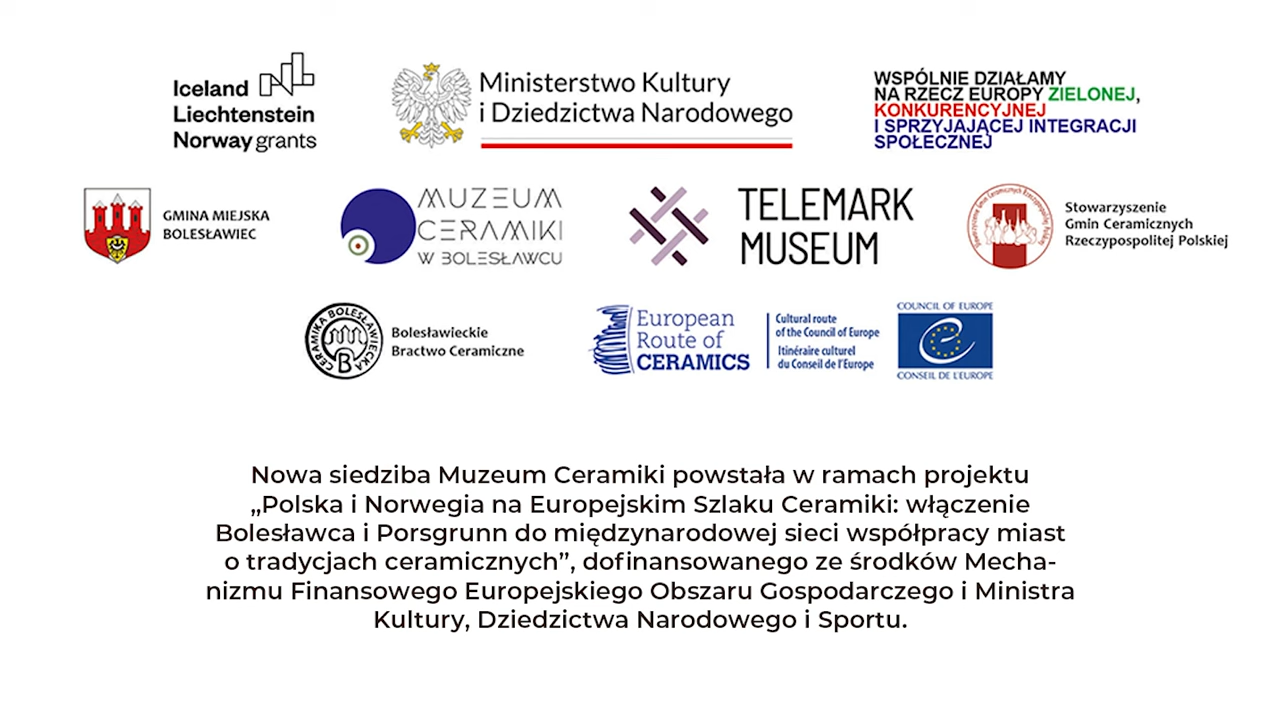 Iceland
Liechtenstein
Norway grants
Ministerstwo Kultury
i Dziedzictwa Narodowego
WSPÓLNIE DZIAŁAMY
NA RZECZ EUROPY ZIELONEJ,
KONKURENCYJNEJ
I SPRZYJAJĄCEJ INTEGRACJI
SPOŁECZNEJ
GMINA MIEJSKA
BOLESŁAWIEC
MUZEUM
CERAMIKI
W BOLESŁAWCU
TELEMARK
MUSEUM
Stowarzyszenie Gmin Ceramicznych Rzeczypospolitej Polskiej
Stowarzyszenie
Gmin Ceramicznych
Rzeczypospolitej Polskiej
CERAMIKA BOLESŁAWIECKA
B
Bolesławieckie
Bractwo Ceramiczne
European
Route of
CERAMICS
Cultural route
of the Council of Europe
Itinéraire culturel
du Conseil de l'Europe
COUNCIL OF EUROPE
CONSEIL DE L'EUROPE
Nowa siedziba Muzeum Ceramiki powstała w ramach projektu
„Polska i Norwegia na Europejskim Szlaku Ceramiki: włączenie
Bolesławca i Porsgrunn do międzynarodowej sieci współpracy miast
o tradycjach ceramicznych”, dofinansowanego ze środków Mecha-
nizmu Finansowego Europejskiego Obszaru Gospodarczego i Ministra
Kultury, Dziedzictwa Narodowego i Sportu.